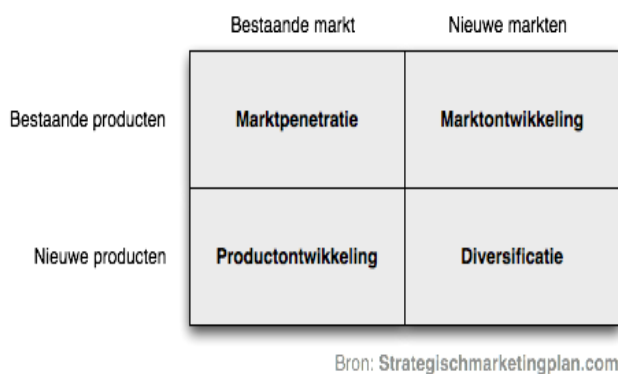 Bestaande markt Nieuwe markten
Bestaande producten Marktpenetratie Marktontwikkeling
Nieuwe producten Productontwikkeling Diversificatie
Bron: Strategischmarketingplan.com